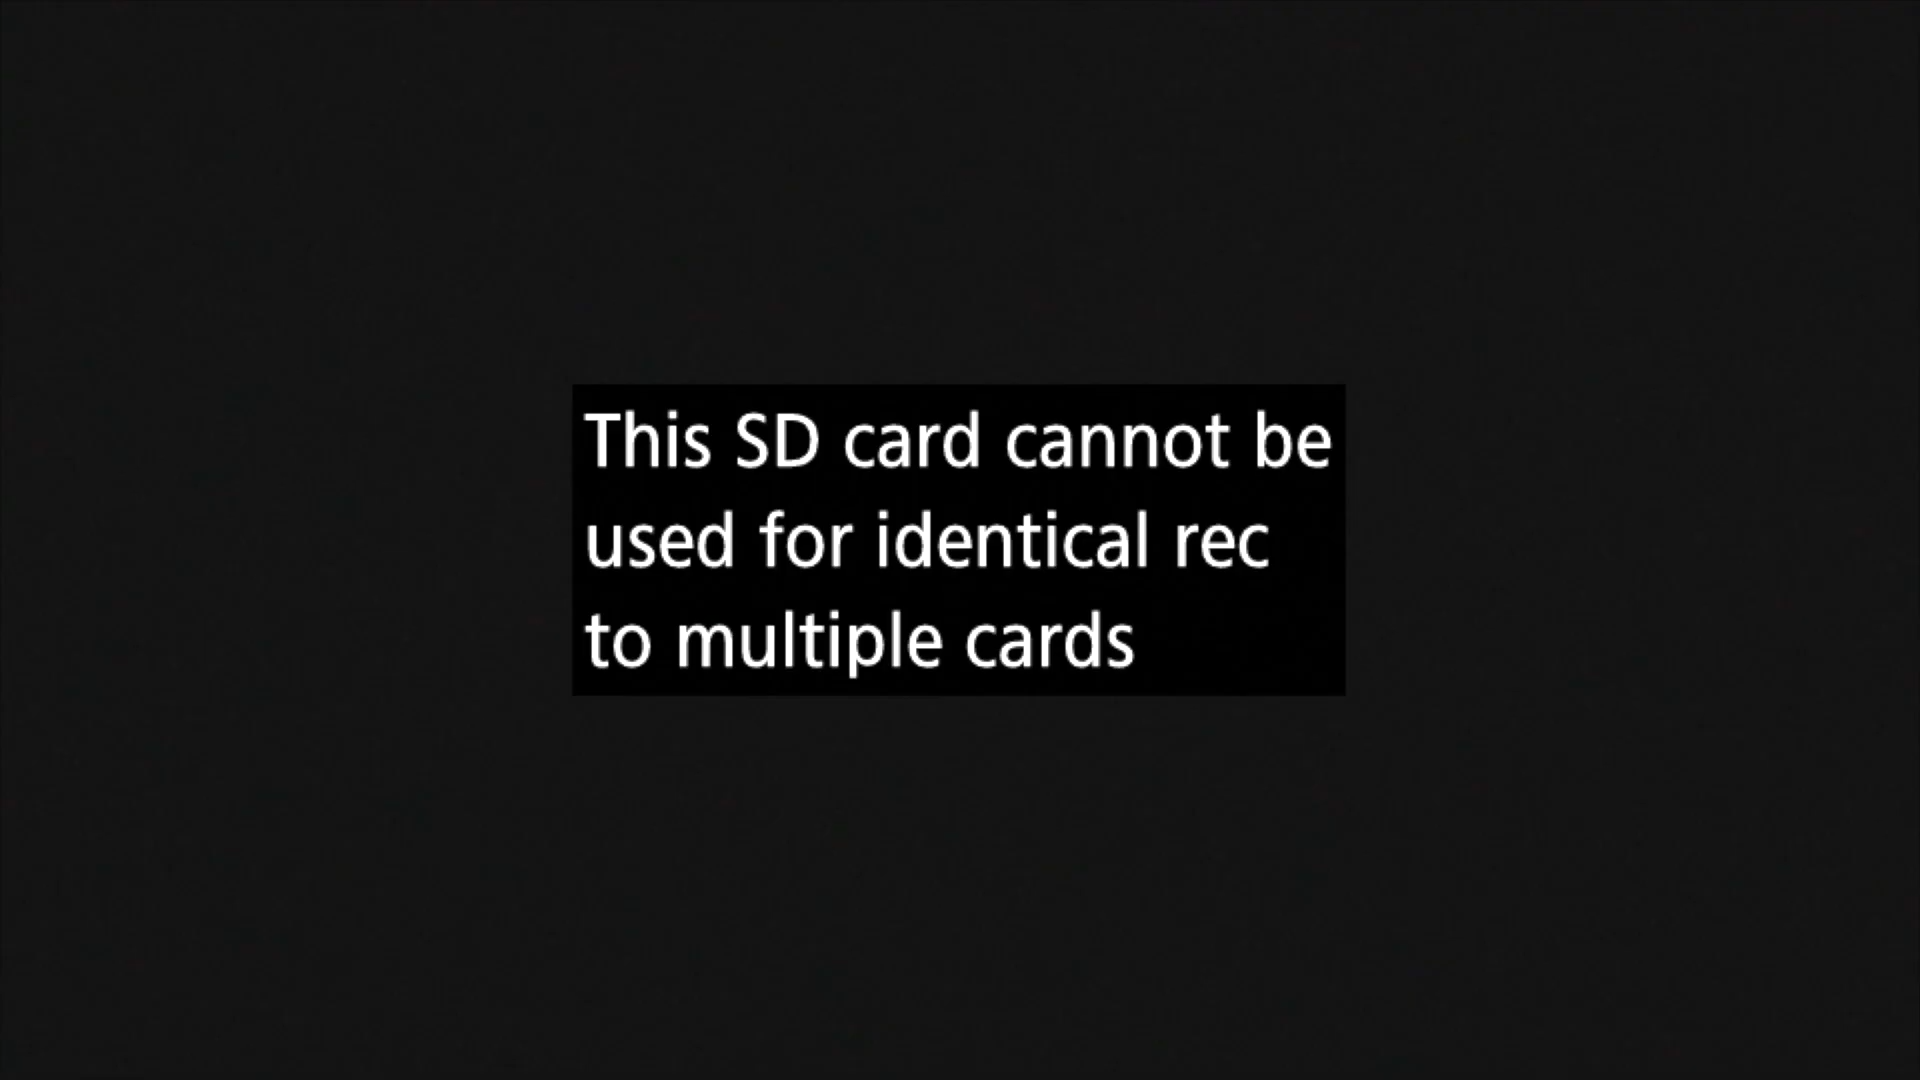 This SD card cannot be
used for identical rec
to multiple cards